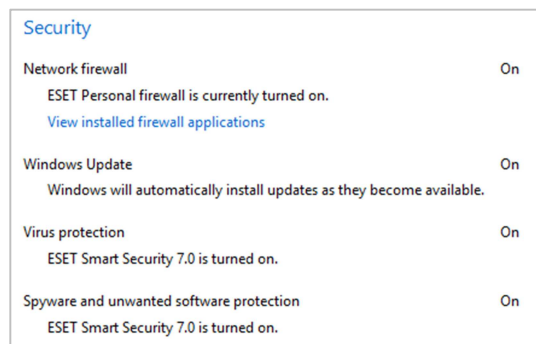 Security
Network firewall On
ESET Personal firewall is currently turned on.
View installed firewall applications
Windows Update On
Windows will automatically install updates as they become available.
Virus protection On
ESET Smart Security 7.0 is turned on.
Spyware and unwanted software protection On
ESET Smart Security 7.0 is turned on.